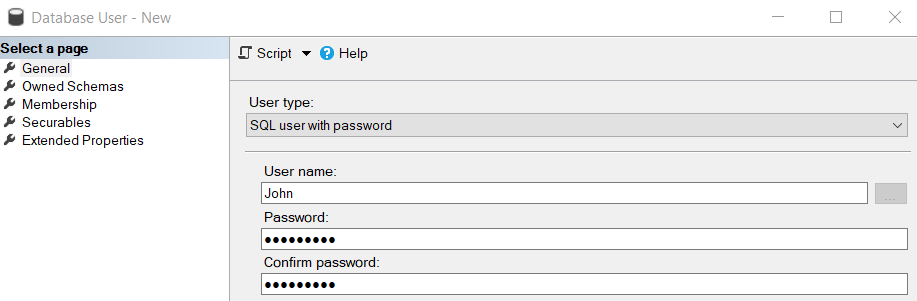 Database User - New
Select a page
General
Owned Schemas
Membership
Securables
Extended Properties
Script
Help
User type:
SQL user with password
User name:
John
...
Password:
●●●●●●●●●
Confirm password:
●●●●●●●●●